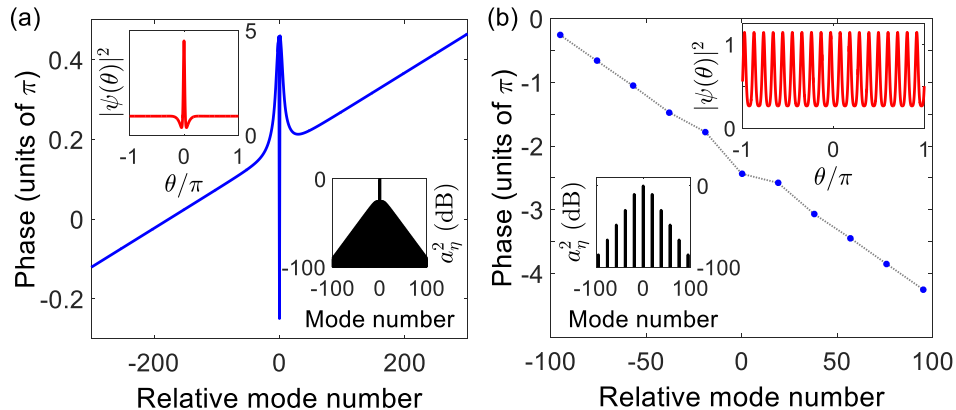 (a)
Phase (units of π)
0.4
0.2
0
-0.2
-200
0
200
Relative mode number
|ψ(θ)|²
5
0
-1
0
1
θ/π
0
-100
a²_η (dB)
-100
0
100
Mode number
(b)
Phase (units of π)
0
-1
-2
-3
-4
-5
-100
-50
0
50
100
Relative mode number
|ψ(θ)|²
1
0
-1
0
1
θ/π
a²_η (dB)
0
-100
-100
0
100
Mode number